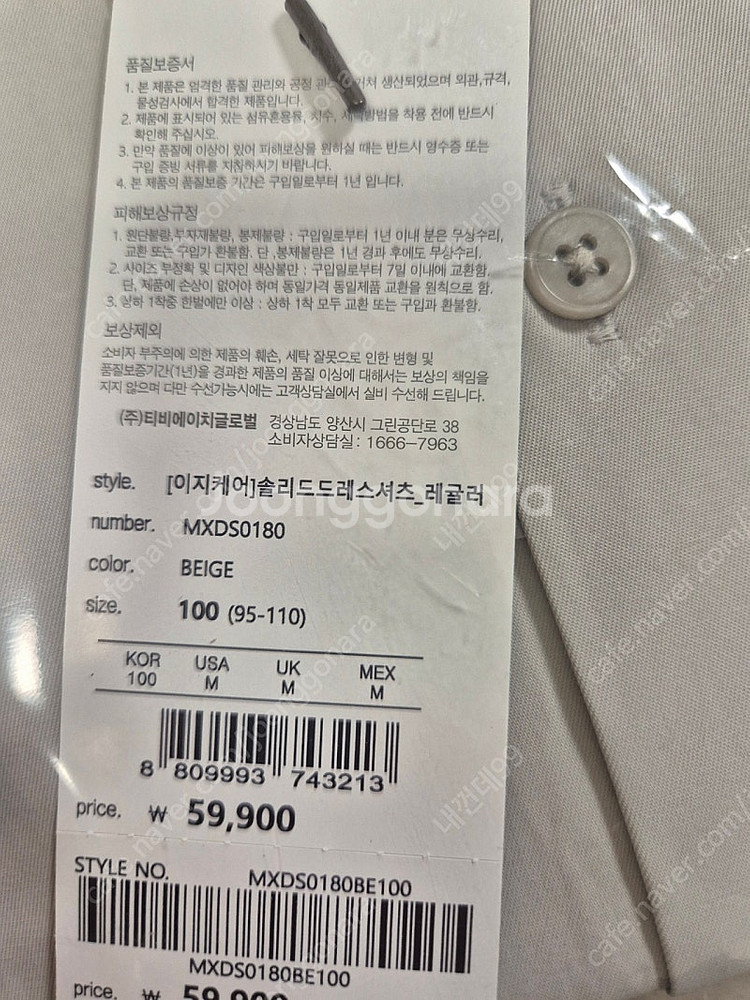 품질보증서
1. 본 제품은 엄격한 품질 관리와 공정 관리를 거쳐 생산되었으며 외관,규격,
물성검사에서 합격한 제품입니다.
2. 제품에 표시되어 있는 섬유혼용율, 치수, 세탁방법을 착용 전에 반드시
확인해 주십시오.
3. 만약 품질에 이상이 있어 피해보상을 원하실 때는 반드시 영수증 또는
구입 증빙 서류를 지참하시기 바랍니다.
4. 본 제품의 품질보증 기간은 구입일로부터 1년 입니다.
피해보상규정
1. 원단불량,부자재불량, 봉제불량 : 구입일로부터 1년 이내 분은 무상수리,
교환 또는 구입가 환불함. 단 ,봉제불량은 1년 경과 후에도 무상수리.
2. 사이즈 부정확 및 디자인 색상불만 : 구입일로부터 7일 이내에 교환함.
단, 제품에 손상이 없어야 하며 동일가격 동일제품 교환을 원칙으로 함.
3. 상하 1착중 한벌에만 이상 : 상하 1착 모두 교환 또는 구입과 환불함.
보상제외
소비자 부주의에 의한 제품의 훼손, 세탁 잘못으로 인한 변형 및
품질보증기간(1년)을 경과한 제품의 품질 이상에 대해서는 보상의 책임을
지지 않으며 다만 수선가능시에는 고객상담실에서 실비 수선해 드립니다.
(주)티비에이치글로벌 경상남도 양산시 그린공단로 38
소비자상담실: 1666-7963
style. [이지케어]솔리드드레스셔츠_레귤러
number. MXDS0180
color. BEIGE
size. 100 (95-110)
KOR USA UK MEX
100 M M M
8 809993 743213
price. ₩ 59,900
STYLE NO. MXDS0180BE100
MXDS0180BE100
price. ₩ 59,900
Joonggonara
내껀데99
cafe.naver.com/joonggonara